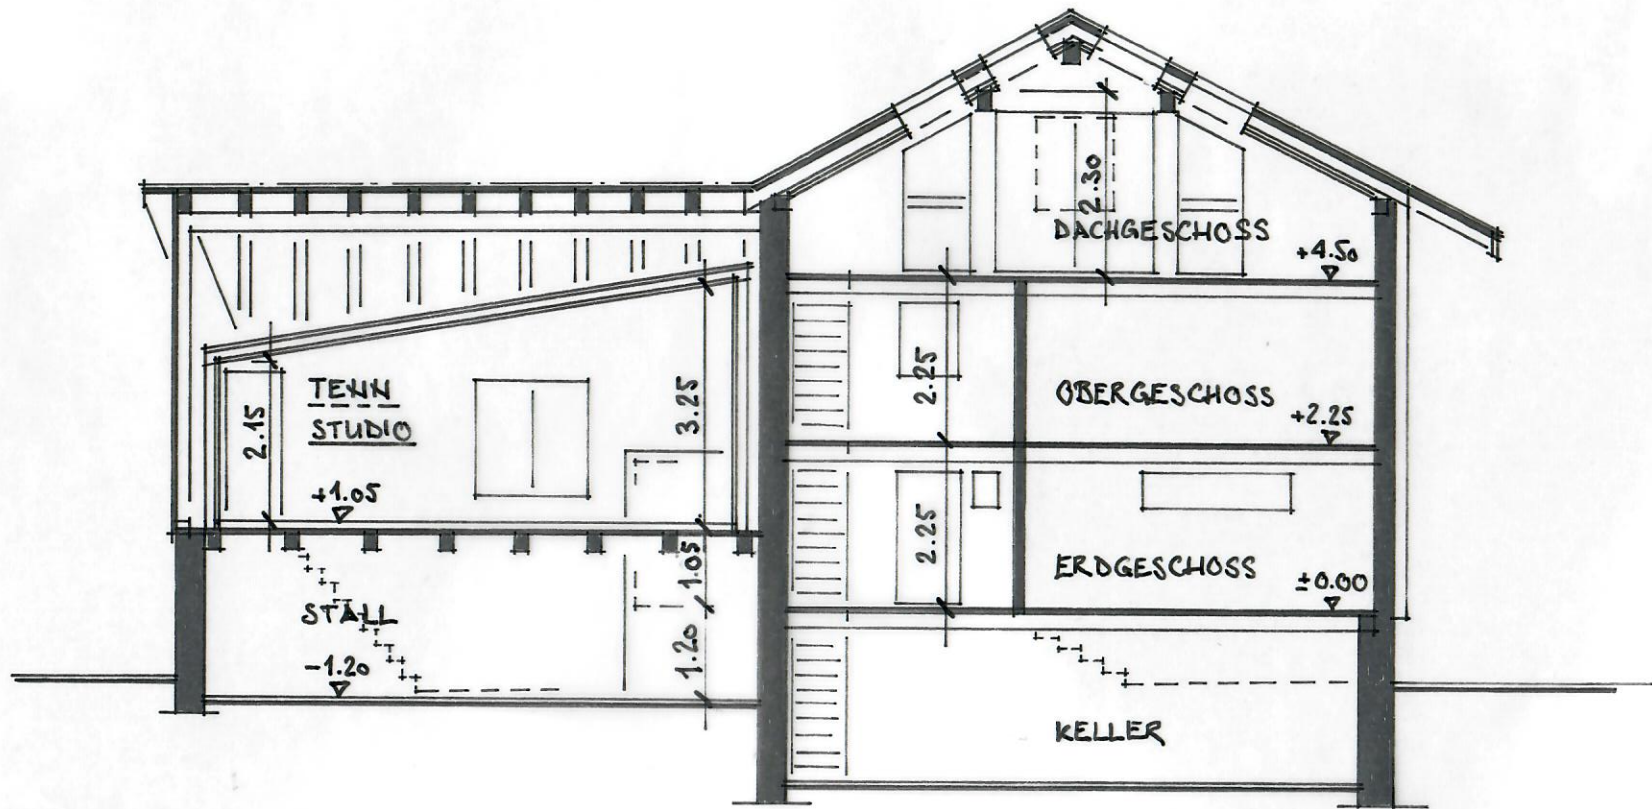 2.30
DACHGESCHOSS
+4.50
2.25
OBERGESCHOSS
+2.25
2.25
ERDGESCHOSS
±0.00
KELLER
TENN
STUDIO
2.15
3.25
+1.05
1.05
STALL
1.20
-1.20